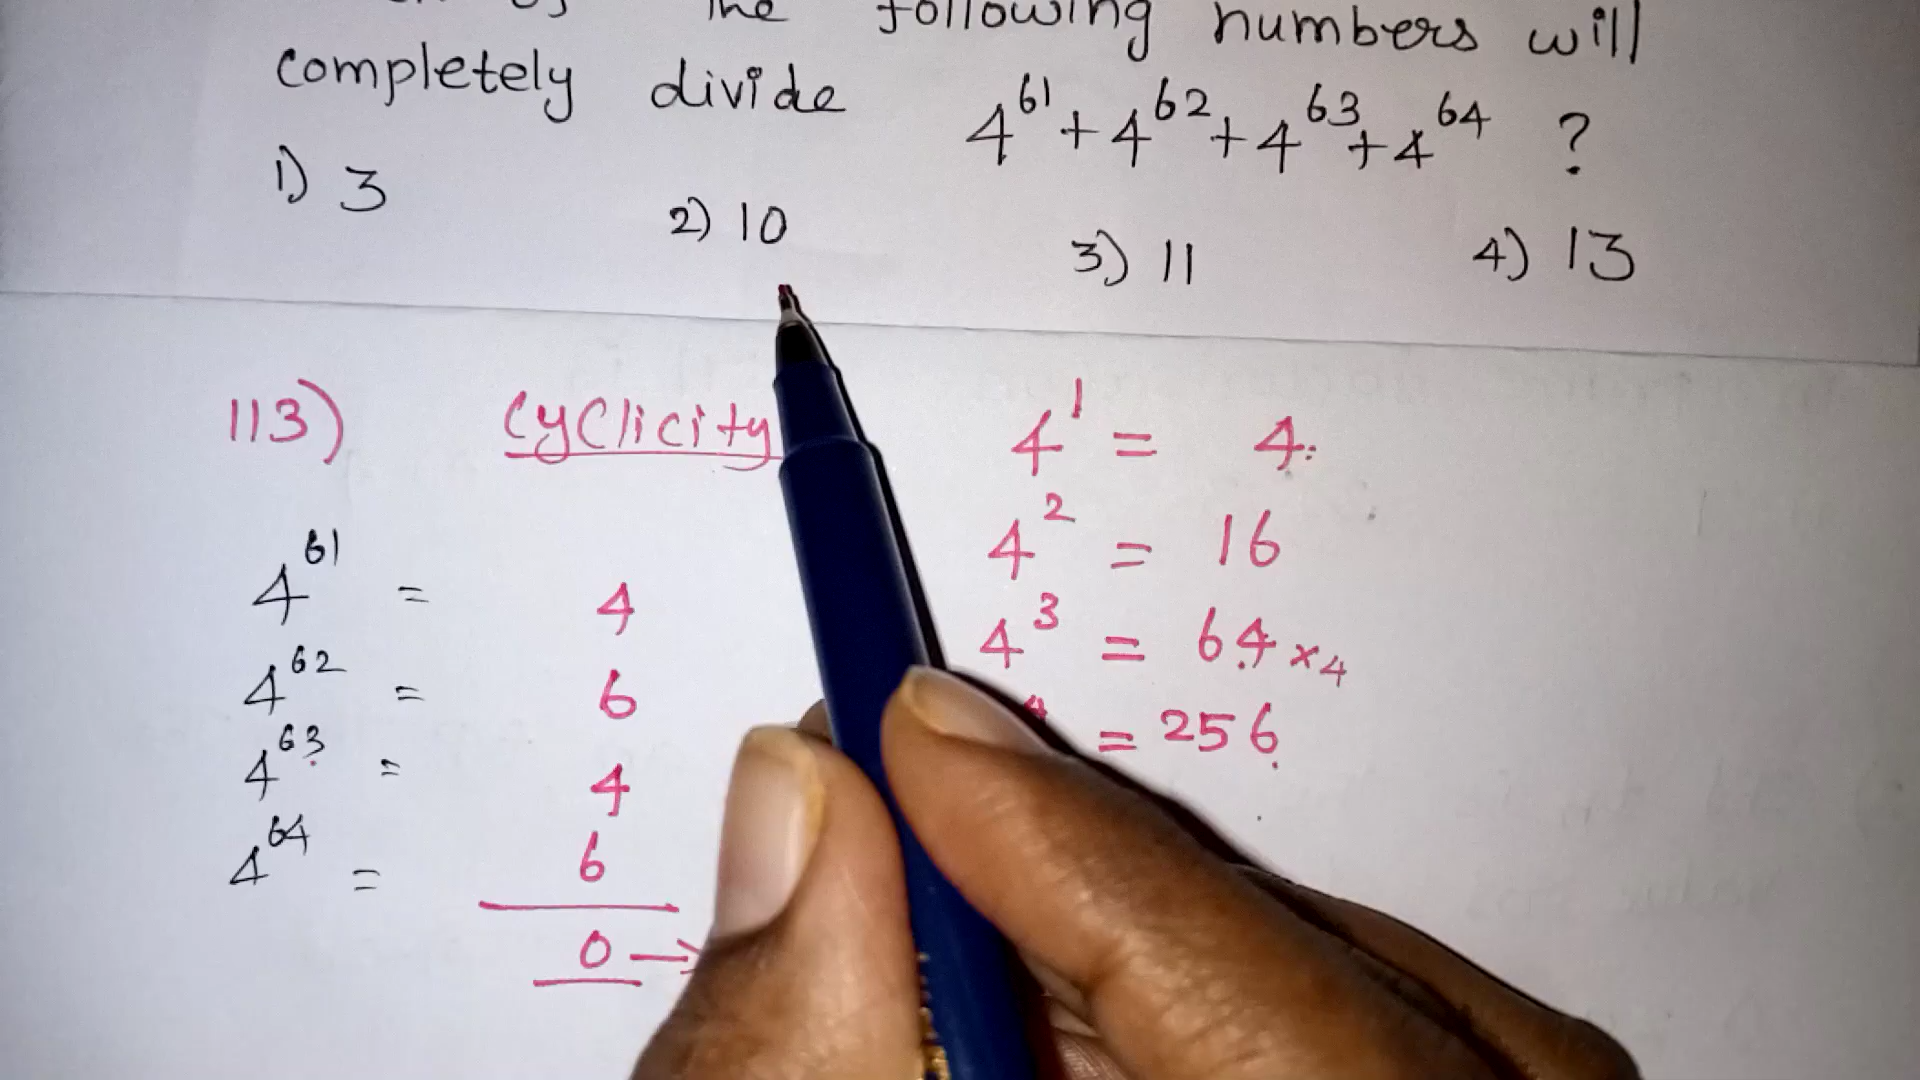 the following numbers will
completely divide 4^61 + 4^62 + 4^63 + 4^64 ?
1) 3 2) 10 3) 11 4) 13
113) Cyclicity
4^1 = 4
4^2 = 16
4^3 = 64 × 4
4 = 256
4^61 = 4
4^62 = 6
4^63 = 4
4^64 = 6
0 →